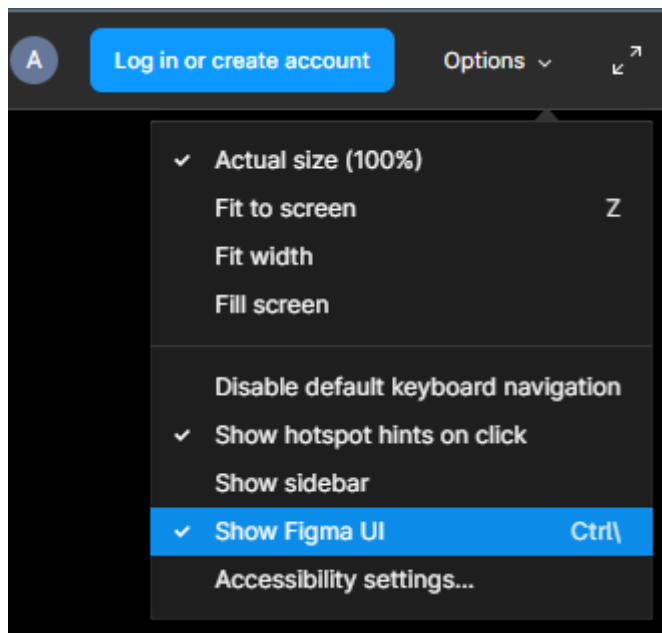 A
Log in or create account
Options
Actual size (100%)
Fit to screen Z
Fit width
Fill screen
Disable default keyboard navigation
Show hotspot hints on click
Show sidebar
Show Figma UI Ctrl\
Accessibility settings...